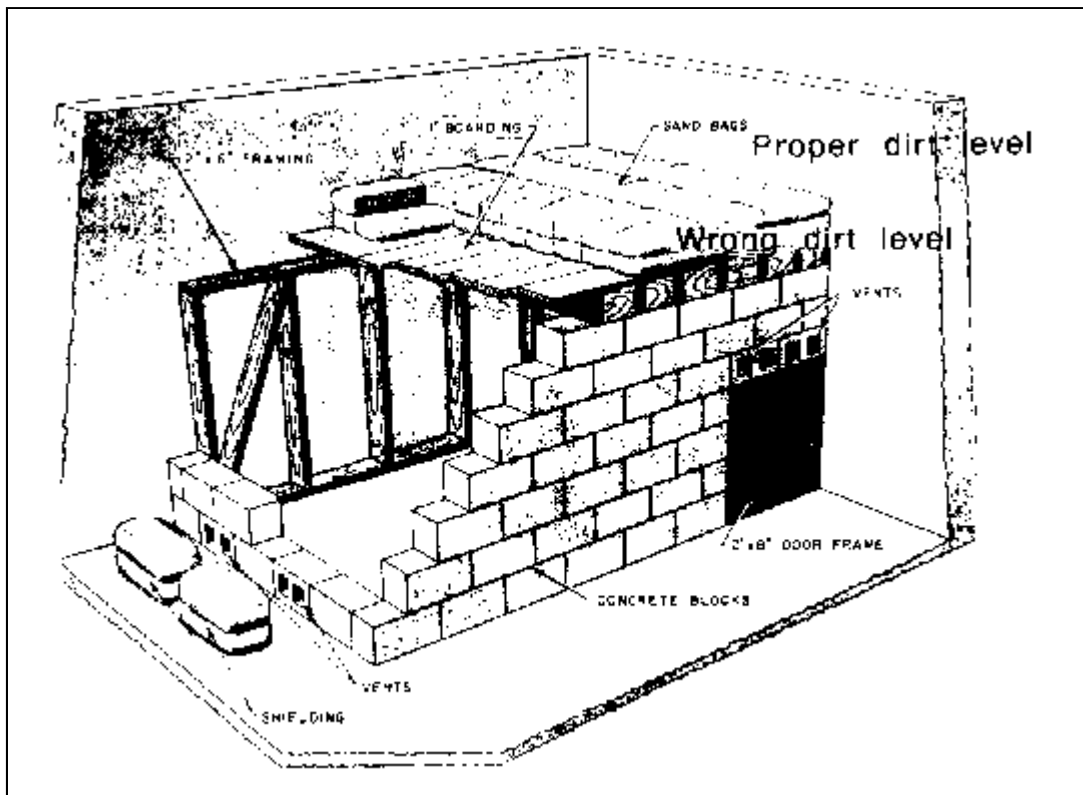 1" BOARDING
SAND BAGS
Proper dirt level
2" x 6" FRAMING
Wrong dirt level
VENTS
2"x8" DOOR FRAME
CONCRETE BLOCKS
VENTS
SHIELDING